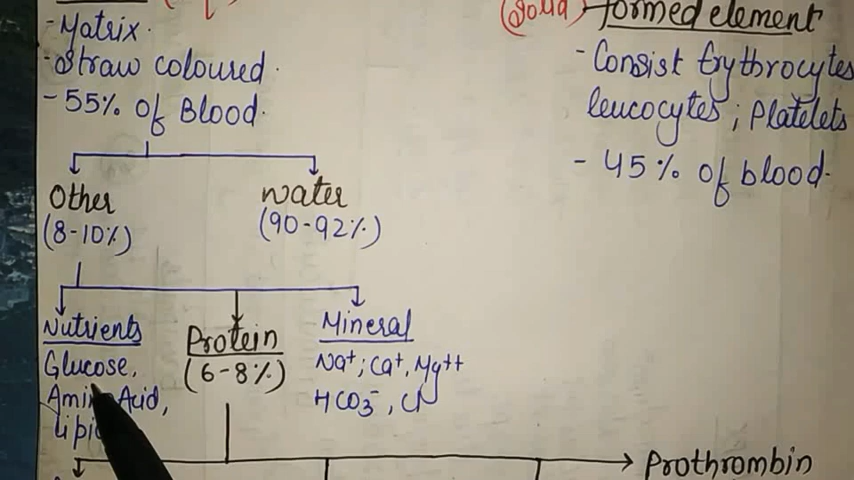 - Matrix.
- Straw coloured.
- 55% of Blood.
Other
(8-10%)
water
(90-92%)
Nutrients
Glucose,
Acid,
Protein
(6-8%)
Mineral
Na+; Ca+, Mg++
HCO3-, Cl-
Prothrombin
(Solid) formed element
- Consist Erythrocytes
leucocytes; Platelets
- 45% of blood.